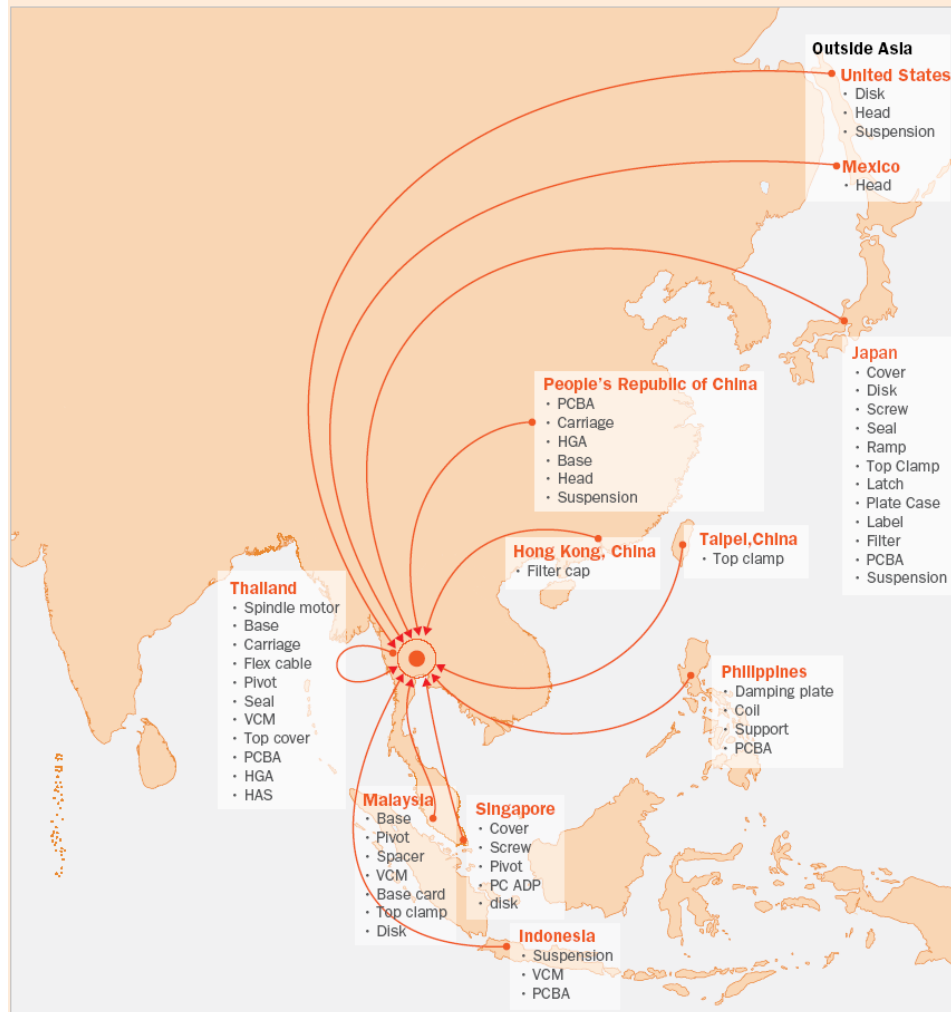 Outside Asia
United States
· Disk
· Head
· Suspension
Mexico
· Head
Japan
· Cover
· Disk
· Screw
· Seal
· Ramp
· Top Clamp
· Latch
· Plate Case
· Label
· Filter
· PCBA
· Suspension
People's Republic of China
· PCBA
· Carriage
· HGA
· Base
· Head
· Suspension
Hong Kong, China
· Filter cap
Taipei,China
· Top clamp
Thailand
· Spindle motor
· Base
· Carriage
· Flex cable
· Pivot
· Seal
· VCM
· Top cover
· PCBA
· HGA
· HAS
Philippines
· Damping plate
· Coil
· Support
· PCBA
Malaysia
· Base
· Pivot
· Spacer
· VCM
· Base card
· Top clamp
· Disk
Singapore
· Cover
· Screw
· Pivot
· PC ADP
· disk
Indonesia
· Suspension
· VCM
· PCBA